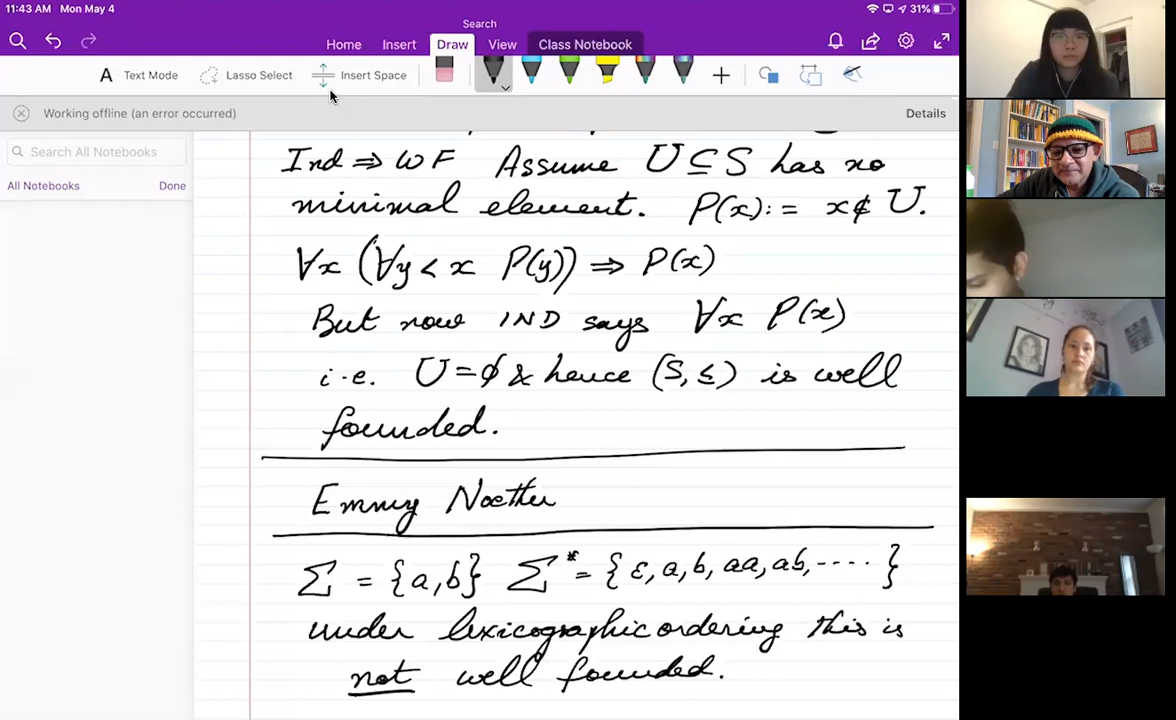 11:43 AM Mon May 4
31%
Search
Home Insert Draw View Class Notebook
A Text Mode Lasso Select Insert Space
Working offline (an error occurred) Details
Search All Notebooks
All Notebooks Done
Ind ⇒ WF Assume U ⊆ S has no
minimal element. P(x) := x ∉ U.
∀x (∀y < x P(y)) ⇒ P(x)
But now IND says ∀x P(x)
i.e. U = ∅ & hence (S, ≤) is well
founded.
Emmy Noether
Σ = {a, b} Σ* = {ε, a, b, aa, ab, ----}
under lexicographic ordering this is
not well founded.